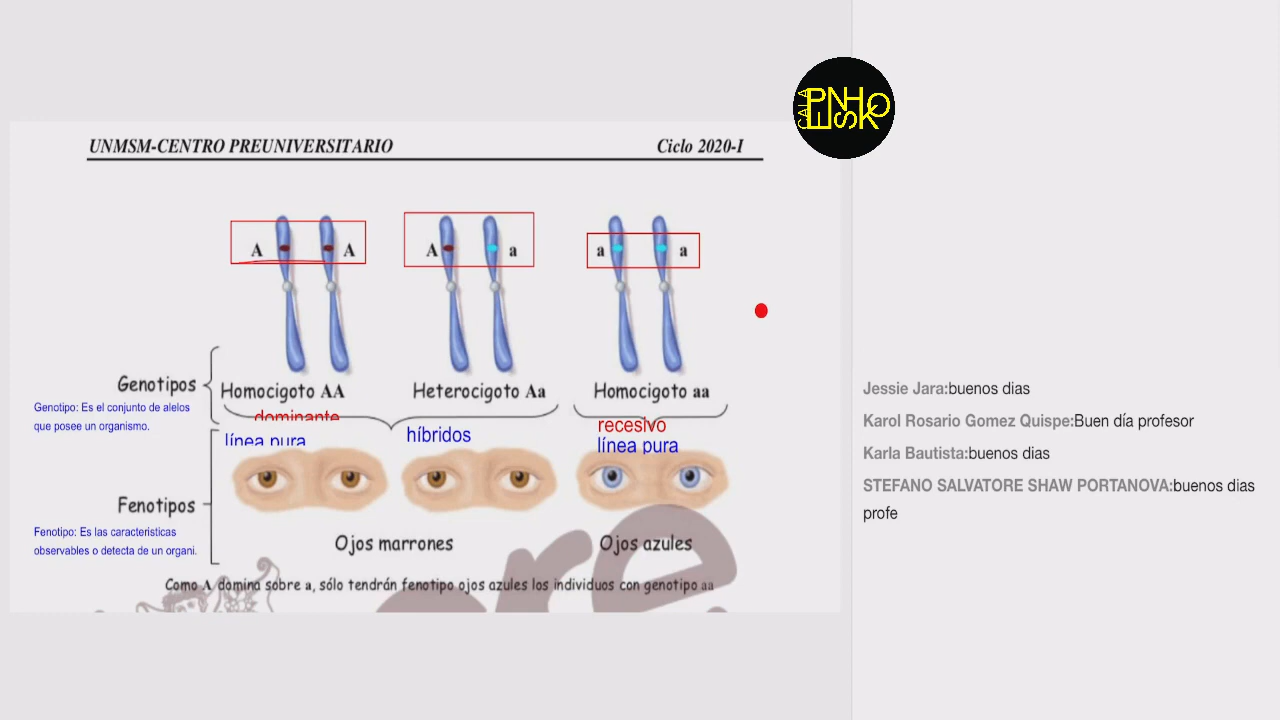 CALA
PENHSKO
UNMSM-CENTRO PREUNIVERSITARIO Ciclo 2020-I
A A A a a a
Genotipos Homocigoto AA Heterocigoto Aa Homocigoto aa
Genotipo: Es el conjunto de alelos
que posee un organismo.
dominante
línea pura
híbridos
recesivo
línea pura
Fenotipos
Fenotipo: Es las caracteristicas
observables o detecta de un organi.
Ojos marrones Ojos azules
Como A domina sobre a, sólo tendrán fenotipo ojos azules los individuos con genotipo aa
re
Jessie Jara:buenos dias
Karol Rosario Gomez Quispe:Buen día profesor
Karla Bautista:buenos dias
STEFANO SALVATORE SHAW PORTANOVA:buenos dias
profe